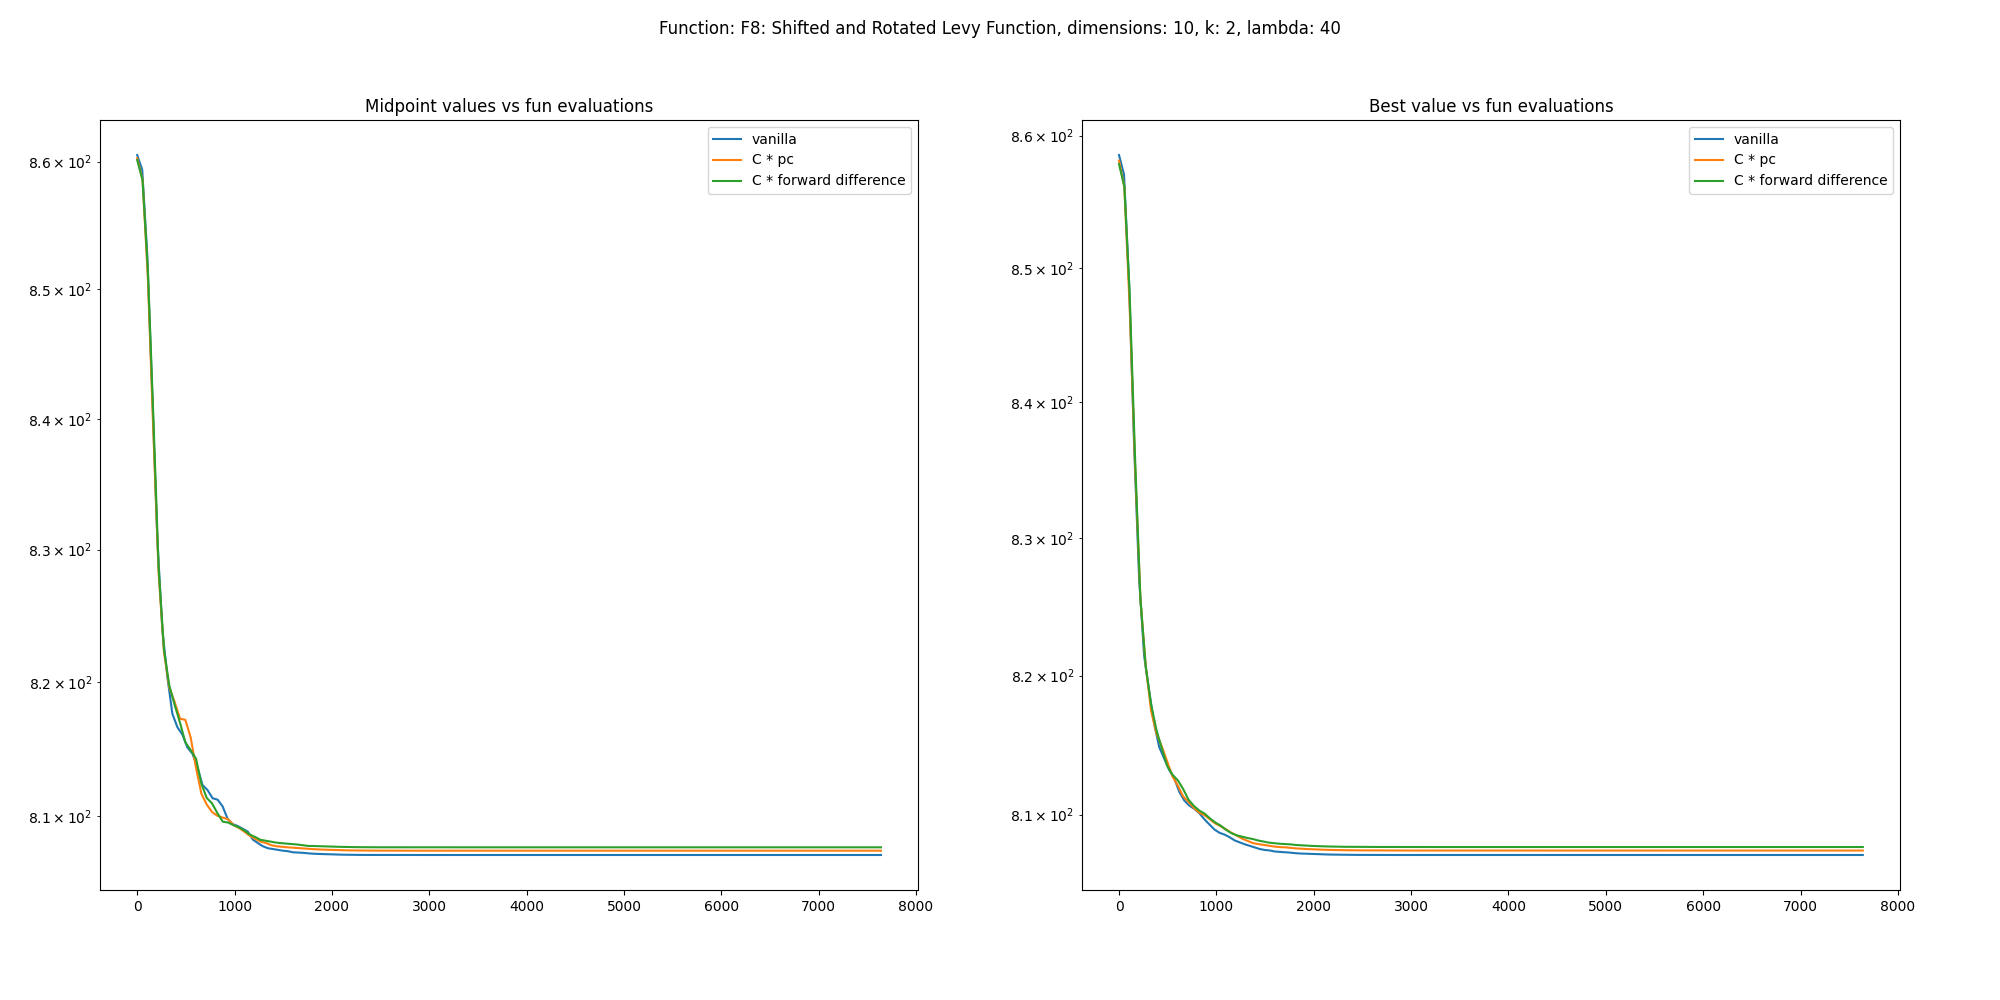 Function: F8: Shifted and Rotated Levy Function, dimensions: 10, k: 2, lambda: 40
Midpoint values vs fun evaluations
vanilla
C * pc
C * forward difference
8.6 × 10²
8.5 × 10²
8.4 × 10²
8.3 × 10²
8.2 × 10²
8.1 × 10²
0 1000 2000 3000 4000 5000 6000 7000 8000
Best value vs fun evaluations
vanilla
C * pc
C * forward difference
8.6 × 10²
8.5 × 10²
8.4 × 10²
8.3 × 10²
8.2 × 10²
8.1 × 10²
0 1000 2000 3000 4000 5000 6000 7000 8000